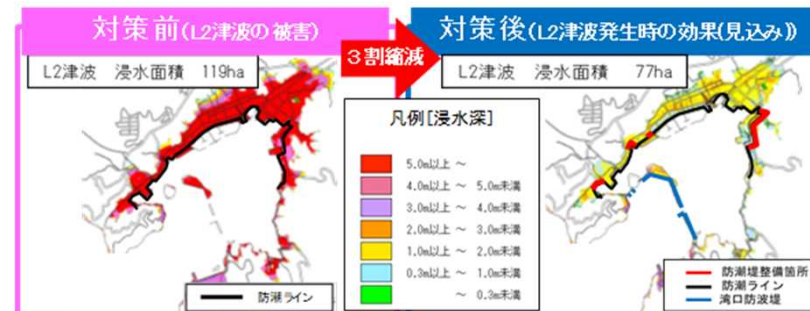 対策前(L2津波の被害)
L2津波 浸水面積 119ha
防潮ライン
3割縮減
凡例[浸水深]
5.0m以上 ～
4.0m以上 ～ 5.0m未満
3.0m以上 ～ 4.0m未満
2.0m以上 ～ 3.0m未満
1.0m以上 ～ 2.0m未満
0.3m以上 ～ 1.0m未満
～ 0.3m未満
対策後(L2津波発生時の効果(見込み))
L2津波 浸水面積 77ha
防潮堤整備箇所
防潮ライン
湾口防波堤